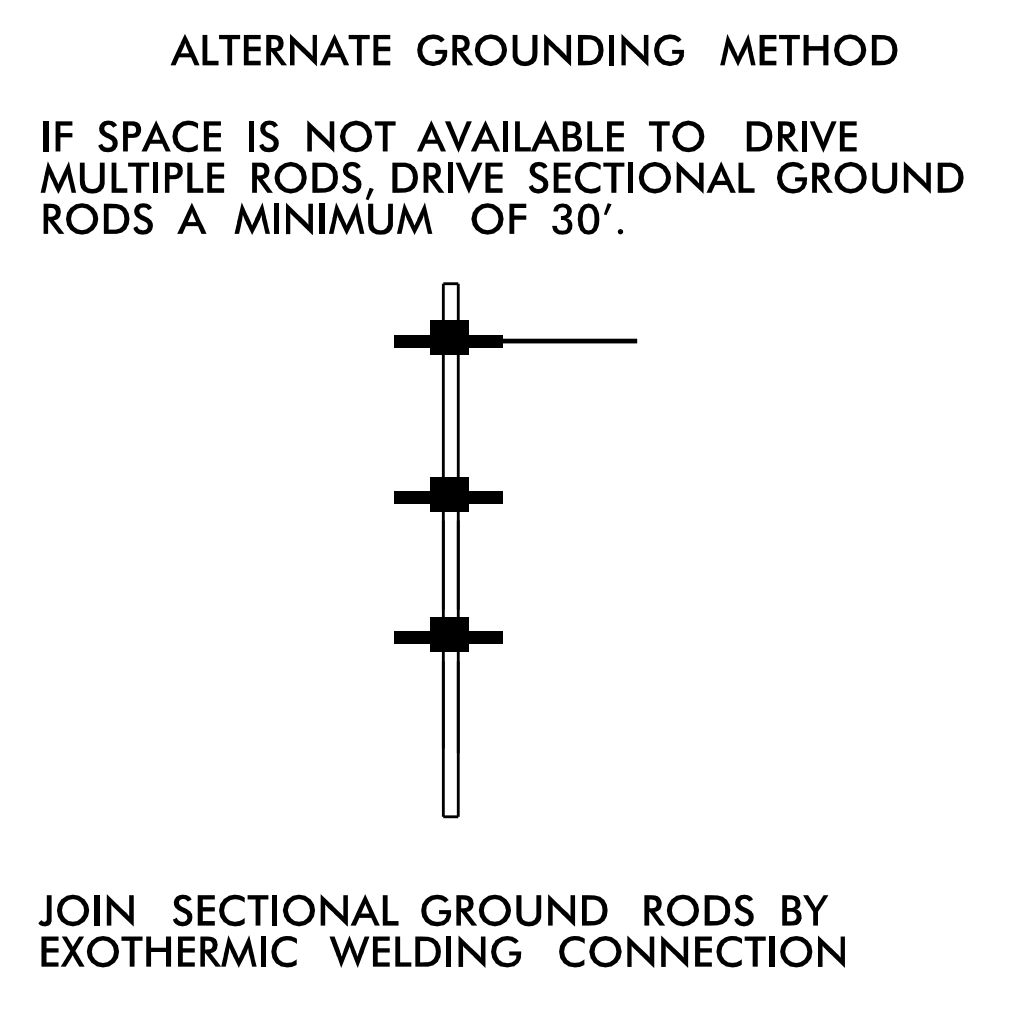 ALTERNATE GROUNDING METHOD
IF SPACE IS NOT AVAILABLE TO DRIVE
MULTIPLE RODS, DRIVE SECTIONAL GROUND
RODS A MINIMUM OF 30'.
JOIN SECTIONAL GROUND RODS BY
EXOTHERMIC WELDING CONNECTION